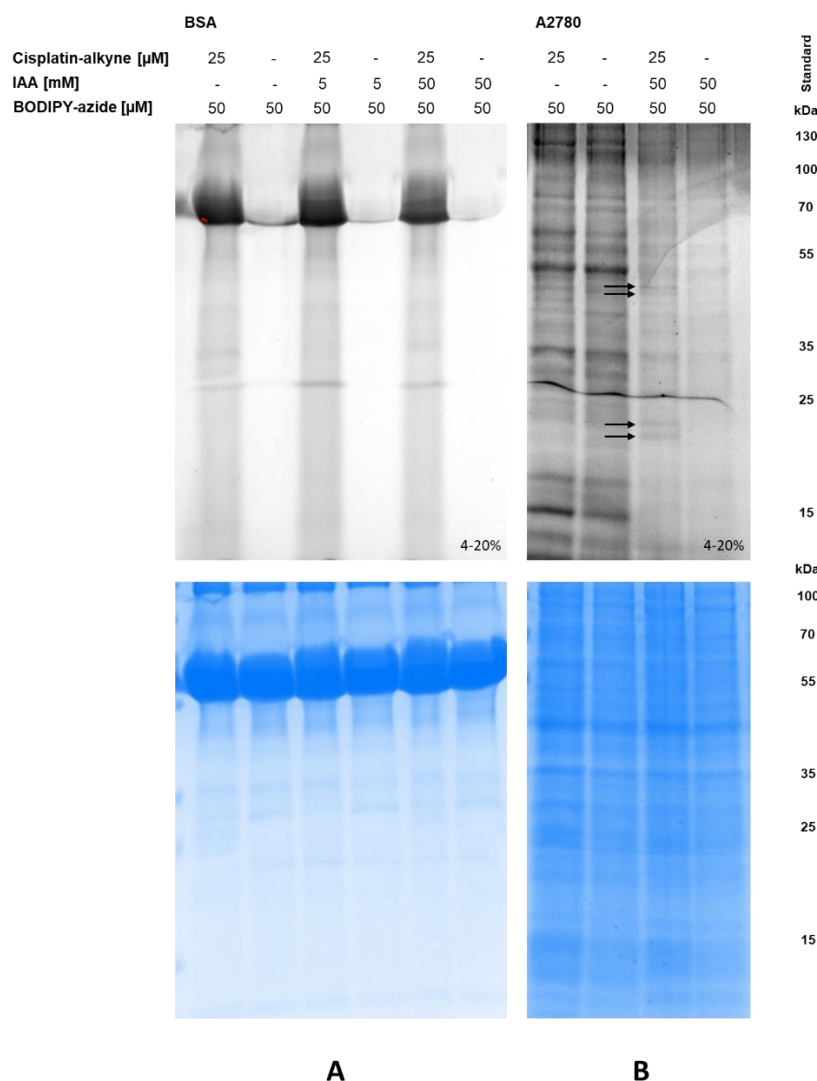 BSA A2780
Cisplatin-alkyne [µM] 25 - 25 - 25 - 25 - 25 -
IAA [mM] - - 5 5 50 50 - - 50 50
BODIPY-azide [µM] 50 50 50 50 50 50 50 50 50 50
Standard
kDa
130
100
70
55
35
25
15
4-20% 4-20%
kDa
100
70
55
35
25
15
A B